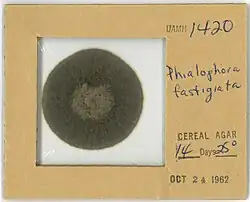 UAMH 1420
Phialophora
fastigiata
CEREAL AGAR
14 Days 25°
OCT 24 1962